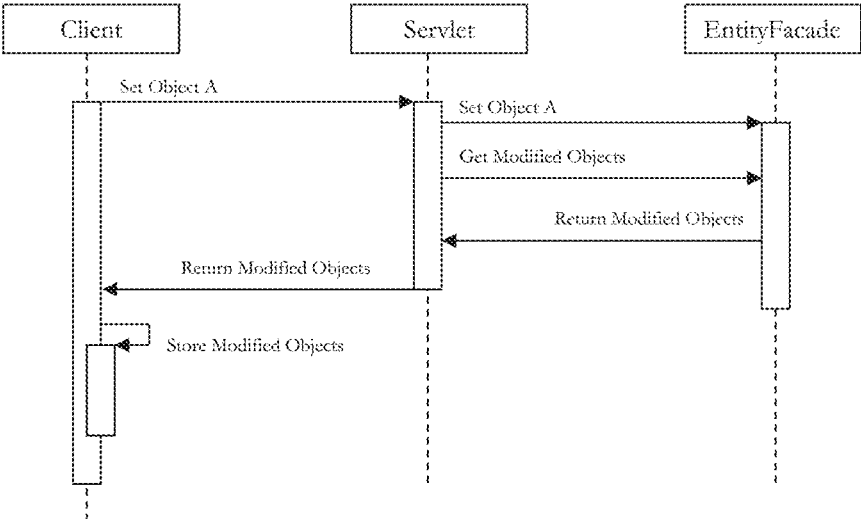 Client
Servlet
EntityFacade
Set Object A
Set Object A
Get Modified Objects
Return Modified Objects
Return Modified Objects
Store Modified Objects